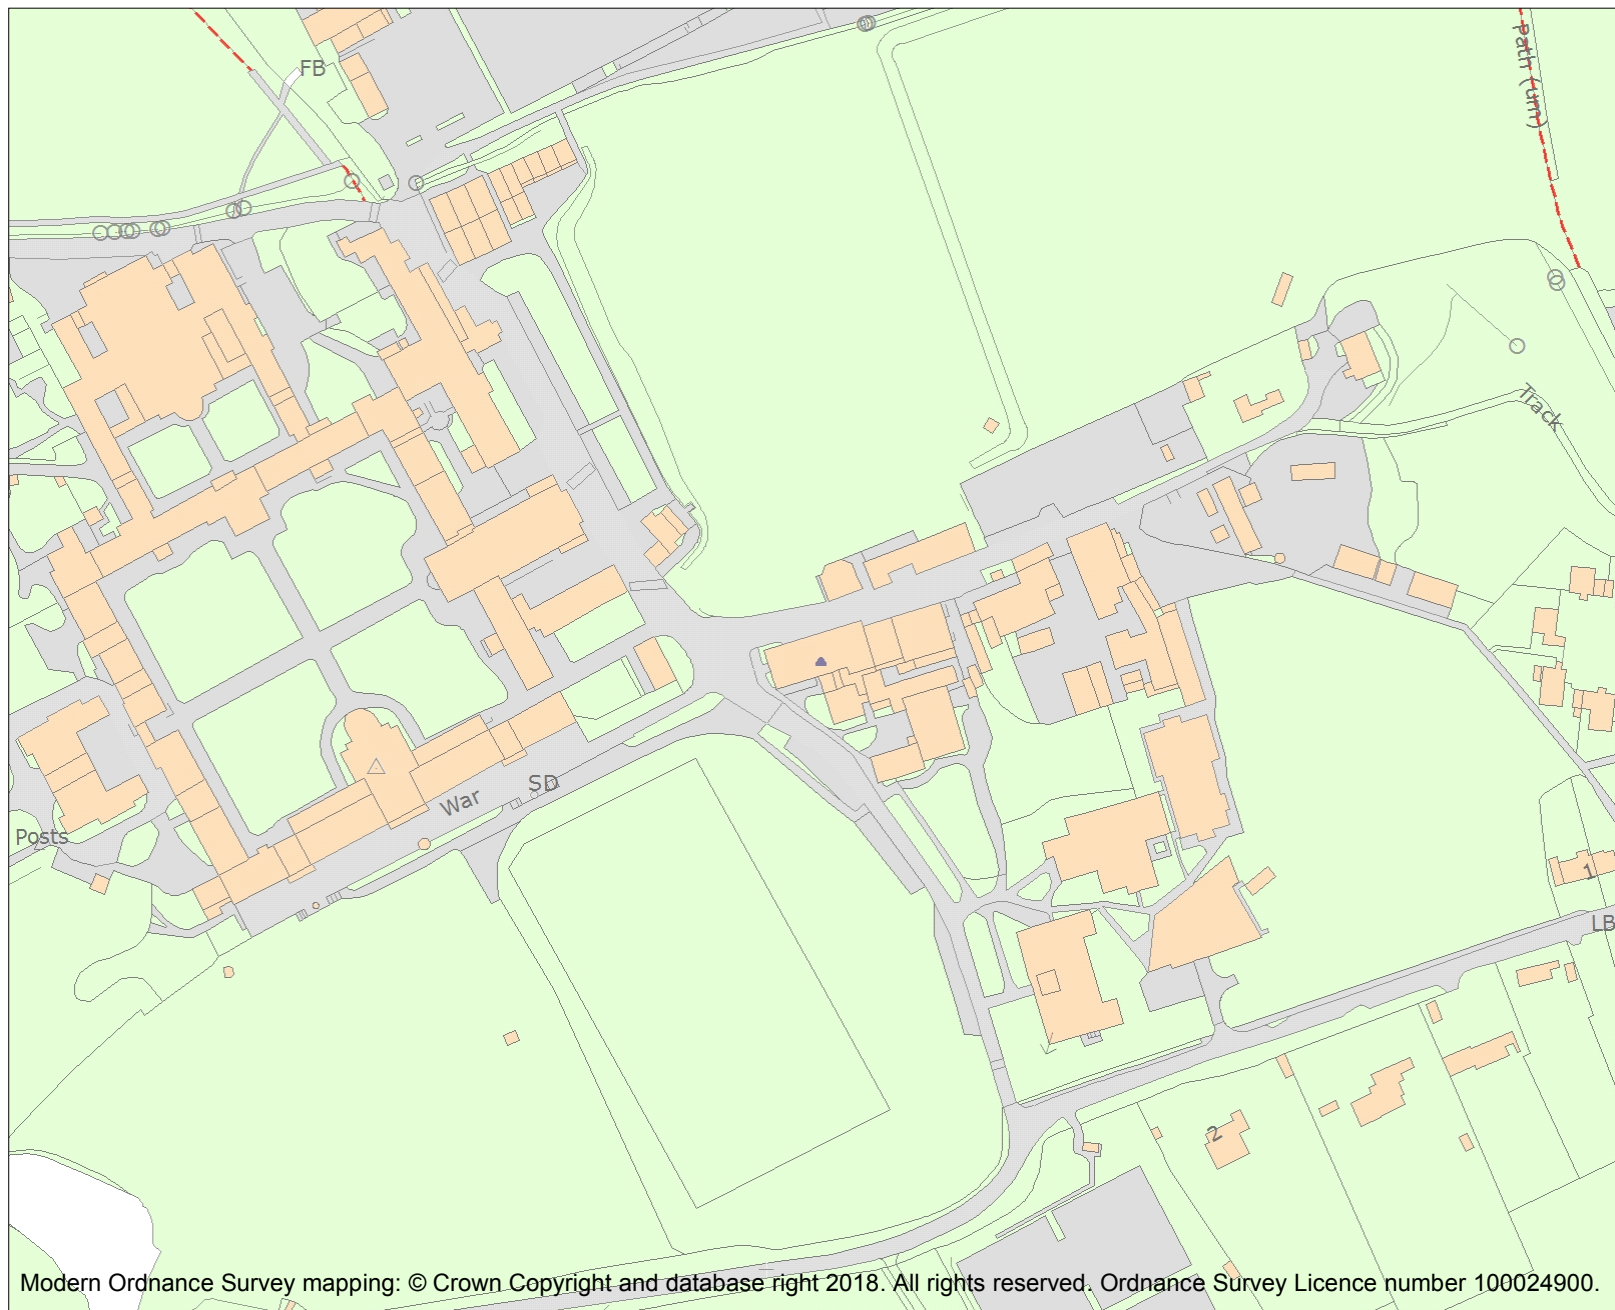 FB
Path (um)
Track
War
SD
Posts
1
LB
2
Modern Ordnance Survey mapping: © Crown Copyright and database right 2018. All rights reserved. Ordnance Survey Licence number 100024900.